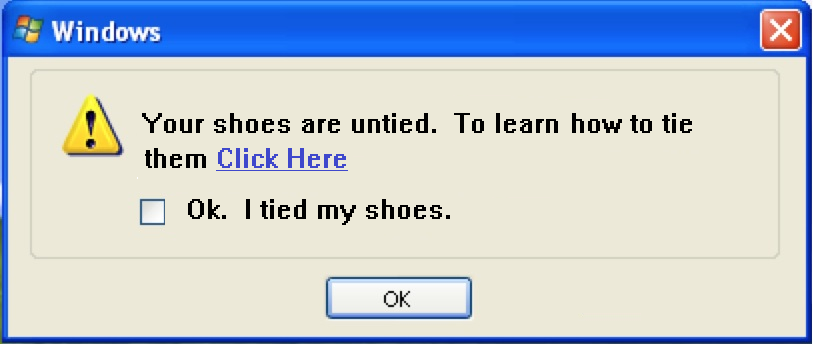 Windows
Your shoes are untied.  To learn how to tie
them Click Here
Ok.  I tied my shoes.
OK